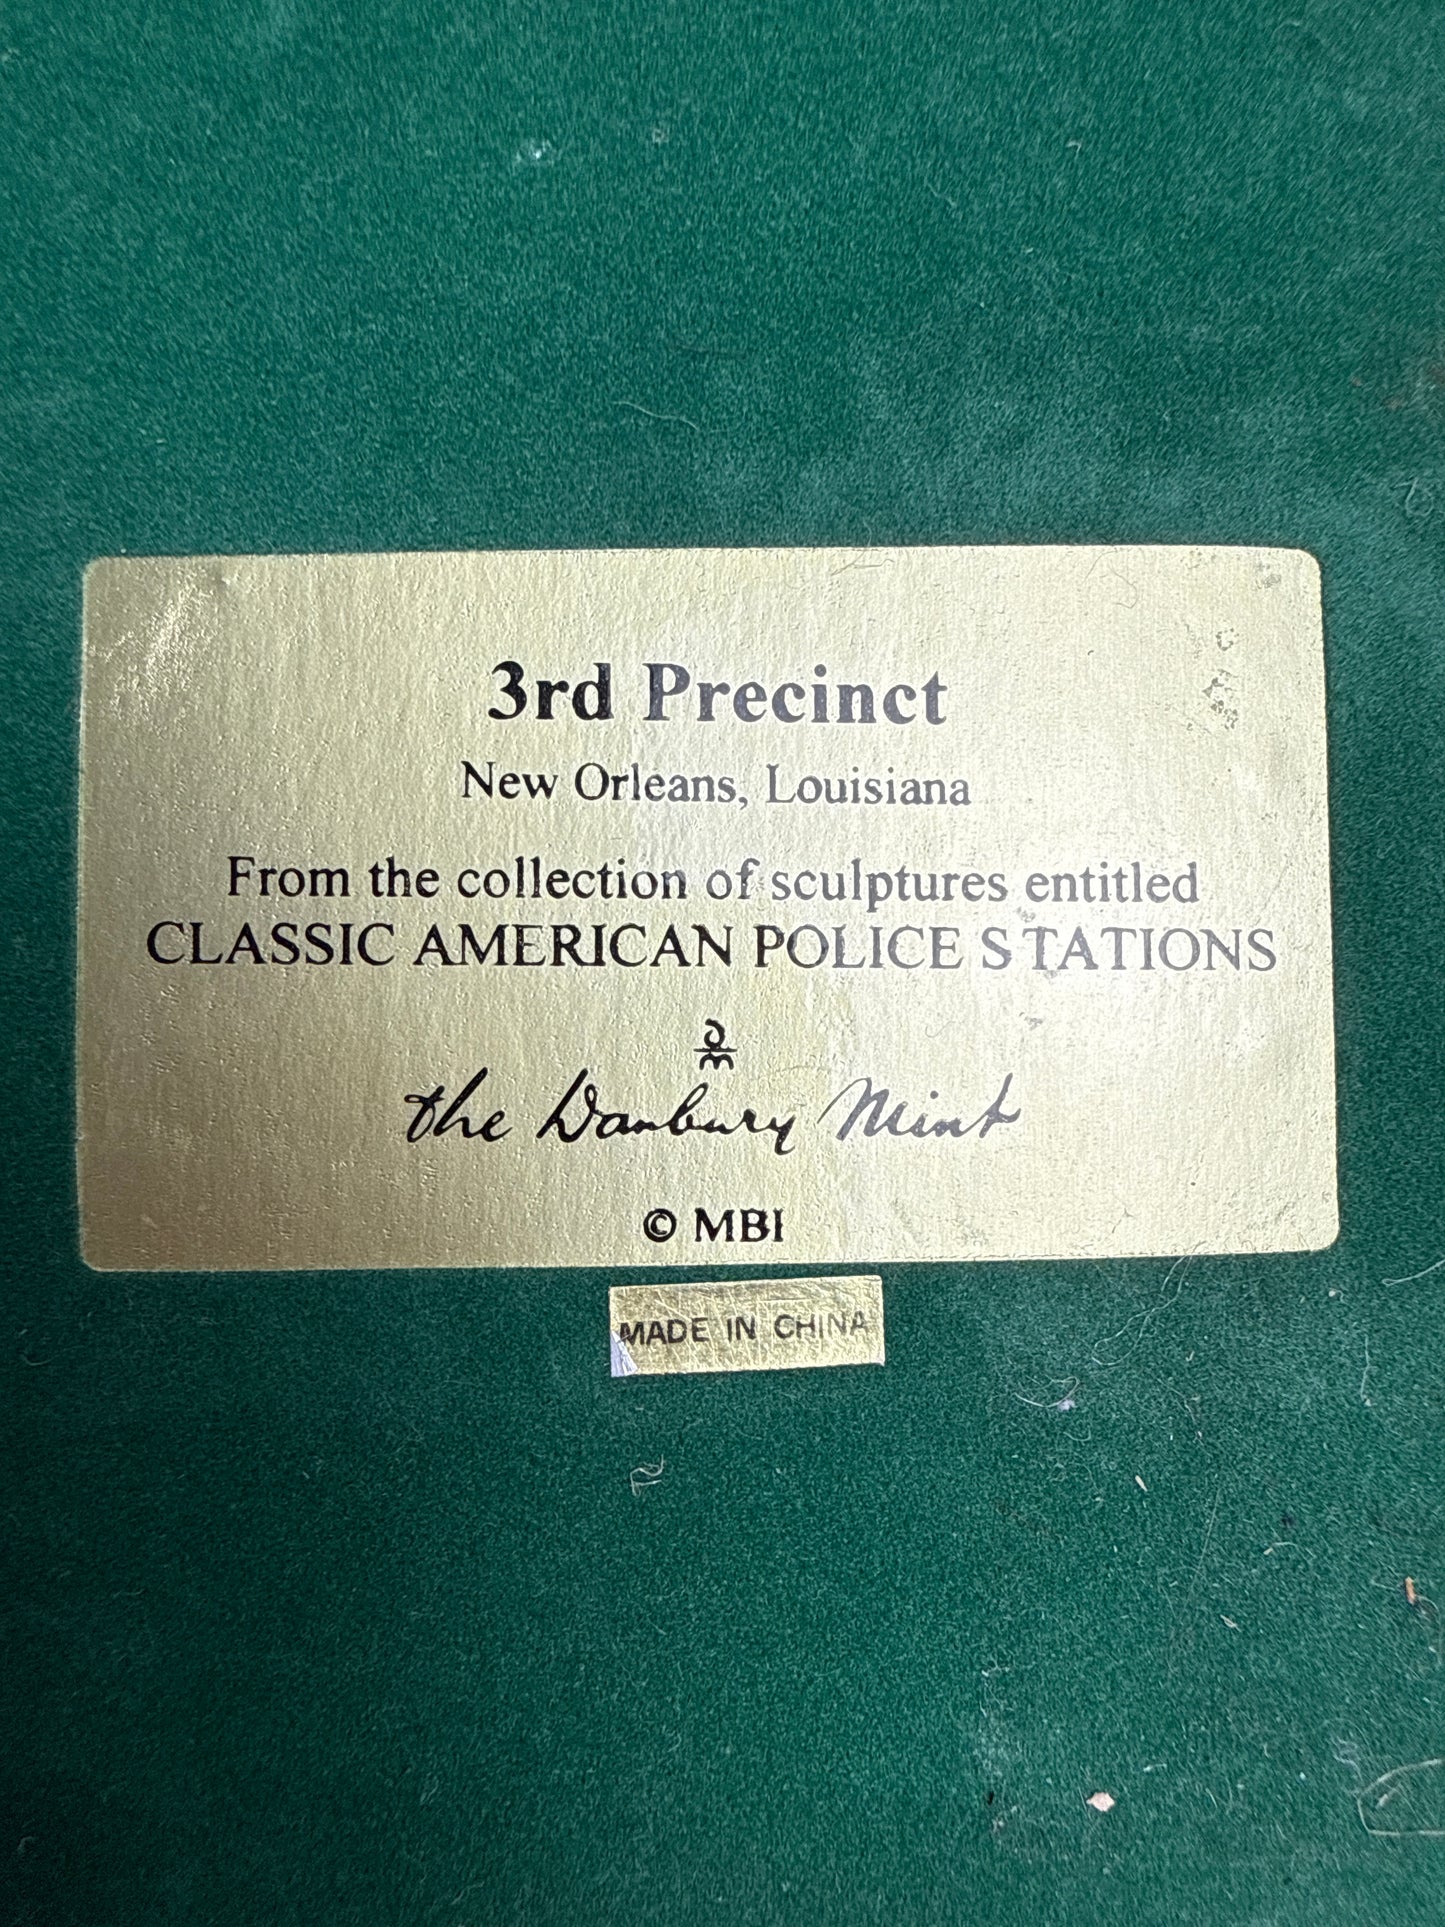 3rd Precinct
New Orleans, Louisiana
From the collection of sculptures entitled
CLASSIC AMERICAN POLICE STATIONS
the Danbury Mint
© MBI
MADE IN CHINA